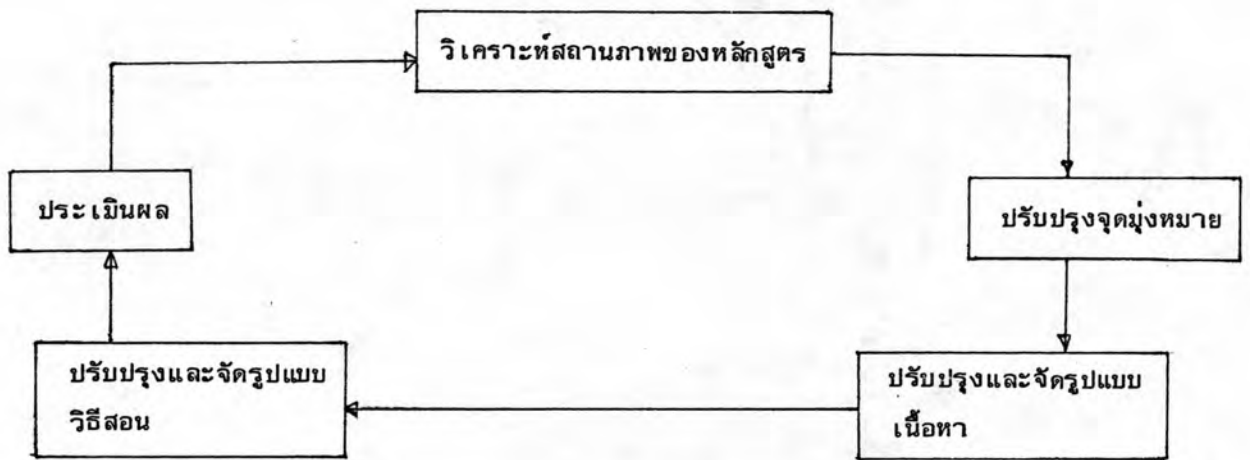 วิเคราะห์สถานภาพของหลักสูตร
ประเมินผล
ปรับปรุงจุดมุ่งหมาย
ปรับปรุงและจัดรูปแบบ
วิธีสอน
ปรับปรุงและจัดรูปแบบ
เนื้อหา